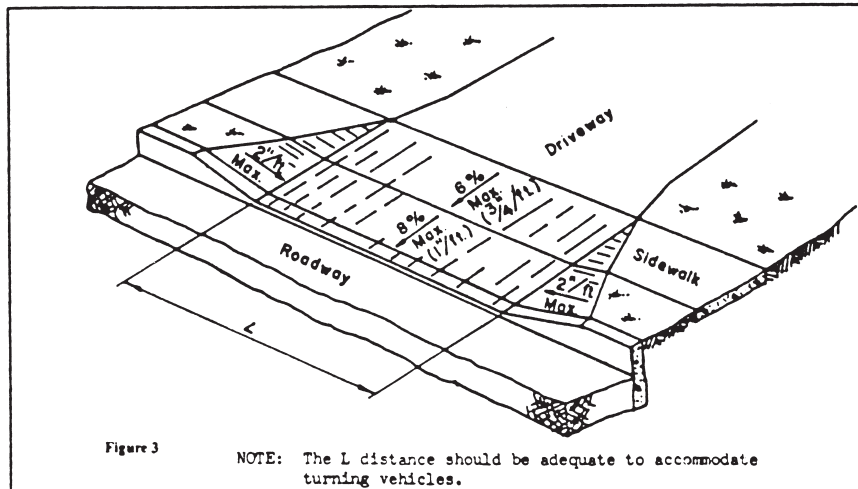 Driveway
2"/ft
Max.
6%
Max.
(3/4"/ft.)
8%
Max.
(1"/ft.)
Roadway
Sidewalk
2"/ft
Max
L
Figure 3
NOTE: The L distance should be adequate to accommodate
turning vehicles.